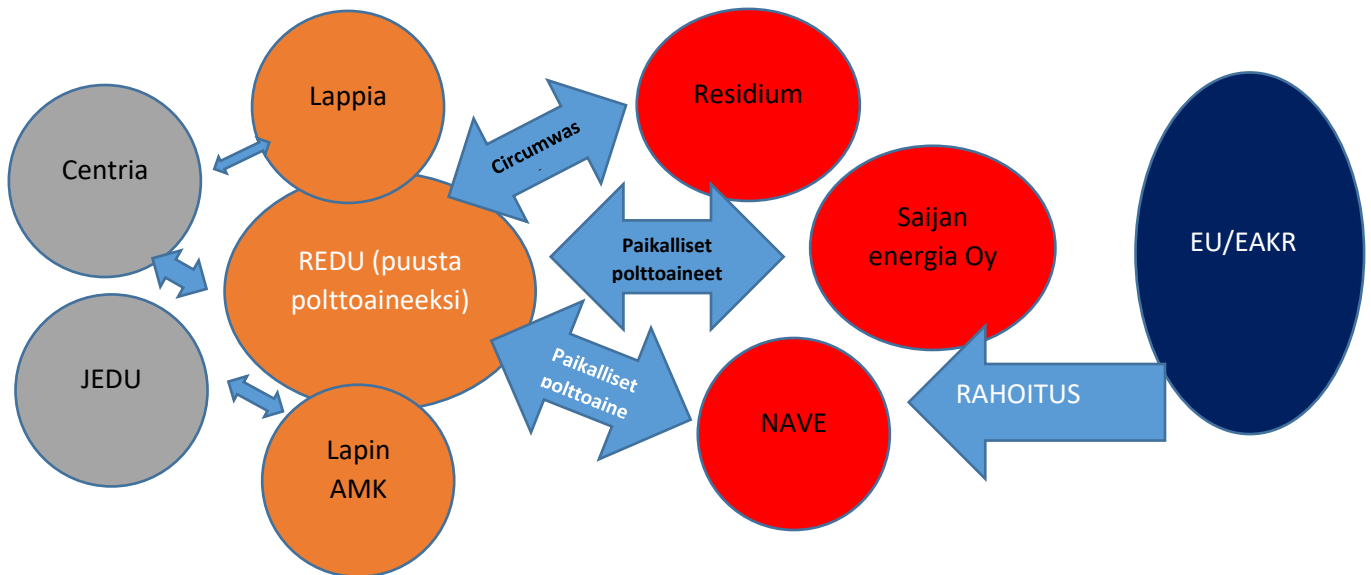 Lappia
Residium
Centria
Circumwas
Saijan
energia Oy
EU/EAKR
REDU (puusta
polttoaineeksi)
Paikalliset
polttoaineet
JEDU
Paikalliset
polttoaine
RAHOITUS
NAVE
Lapin
AMK